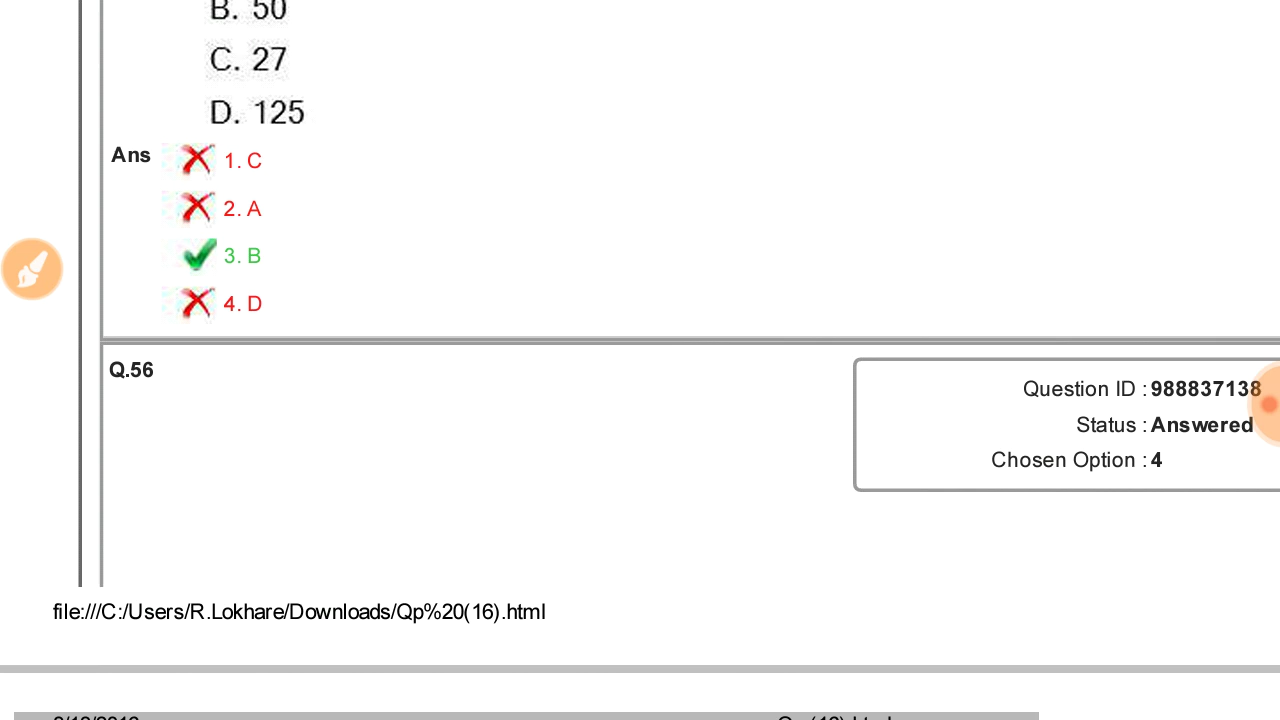 B. 50
C. 27
D. 125
Ans
1. C
2. A
3. B
4. D
Q.56
Question ID : 988837138
Status : Answered
Chosen Option : 4
file:///C:/Users/R.Lokhare/Downloads/Qp%20(16).html